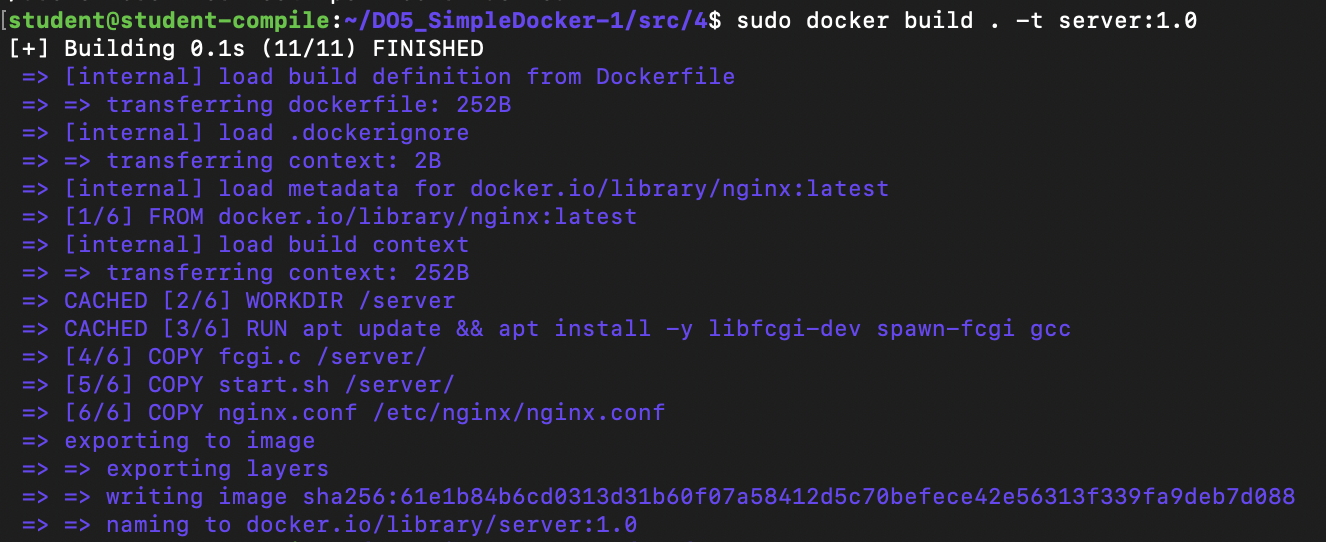 [student@student-compile:~/DO5_SimpleDocker-1/src/4$ sudo docker build . -t server:1.0
[+] Building 0.1s (11/11) FINISHED
=> [internal] load build definition from Dockerfile
=> => transferring dockerfile: 252B
=> [internal] load .dockerignore
=> => transferring context: 2B
=> [internal] load metadata for docker.io/library/nginx:latest
=> [1/6] FROM docker.io/library/nginx:latest
=> [internal] load build context
=> => transferring context: 252B
=> CACHED [2/6] WORKDIR /server
=> CACHED [3/6] RUN apt update && apt install -y libfcgi-dev spawn-fcgi gcc
=> [4/6] COPY fcgi.c /server/
=> [5/6] COPY start.sh /server/
=> [6/6] COPY nginx.conf /etc/nginx/nginx.conf
=> exporting to image
=> => exporting layers
=> => writing image sha256:61e1b84b6cd0313d31b60f07a58412d5c70befece42e56313f339fa9deb7d088
=> => naming to docker.io/library/server:1.0